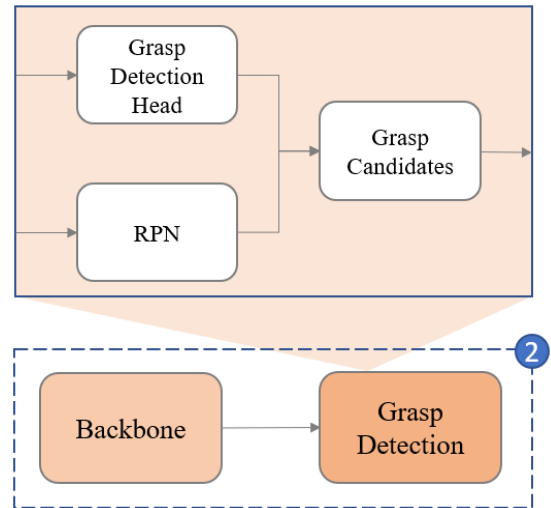 Grasp
Detection
Head
Grasp
Candidates
RPN
2
Backbone
Grasp
Detection